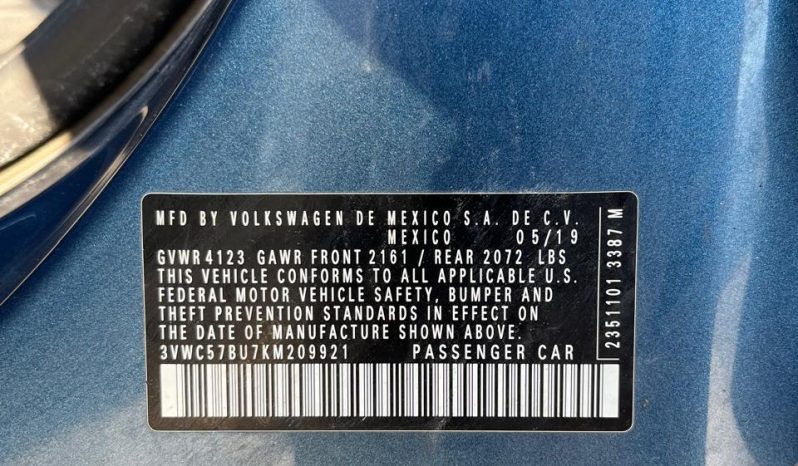 MFD BY VOLKSWAGEN DE MEXICO S.A. DE C.V.
MEXICO 05/19
GVWR 4123 GAWR FRONT 2161 / REAR 2072 LBS
THIS VEHICLE CONFORMS TO ALL APPLICABLE U.S.
FEDERAL MOTOR VEHICLE SAFETY, BUMPER AND
THEFT PREVENTION STANDARDS IN EFFECT ON
THE DATE OF MANUFACTURE SHOWN ABOVE.
3VWC57BU7KM209921 PASSENGER CAR
2351101 3387 M